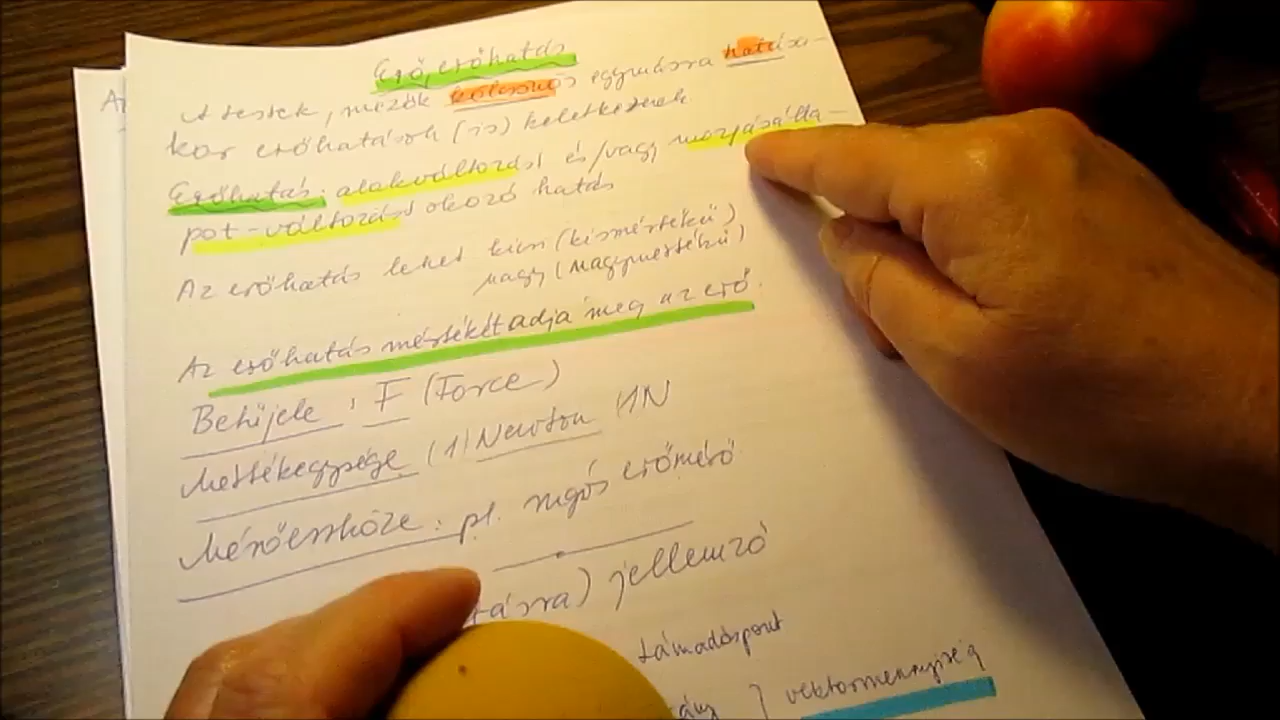 Erő, erőhatás
A testek, mezők kölcsönös egymásra hatása-
kor erőhatások (is) keletkeznek
Erőhatás: alakváltozást és/vagy mozgásálla-
pot-változást okozó hatás
Az erőhatás lehet kicsi (kismértékű)
nagy (nagymértékű)
Az erőhatás mértékét adja meg az erő.
Betűjele: F (Force)
Mértékegysége (1) Newton 1N
Mérőeszköze: pl. rugós erőmérő
tásra) jellemző
támadáspont
vektormennyiség